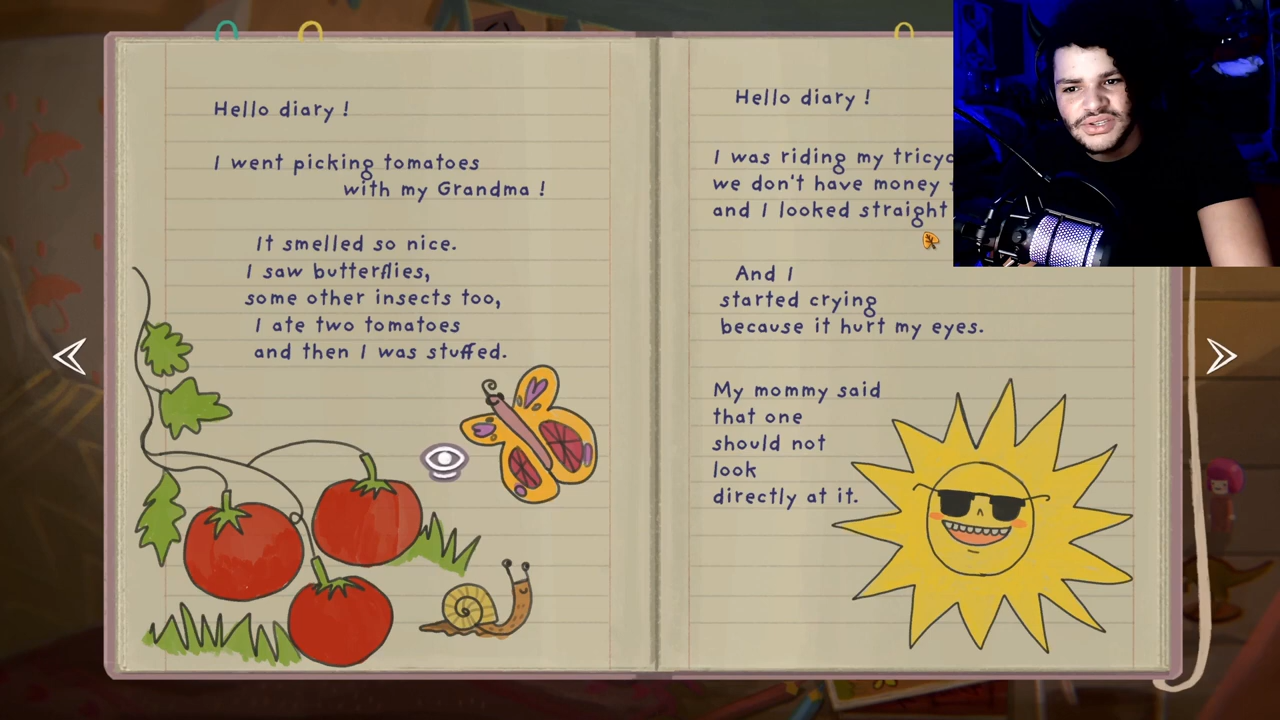 Hello diary !
I went picking tomatoes
with my Grandma !
It smelled so nice.
I saw butterflies,
some other insects too,
I ate two tomatoes
and then I was stuffed.
Hello diary !
I was riding my
we don't have money
and I looked straight
And I
started crying
because it hurt my eyes.
My mommy said
that one
should not
look
directly at it.